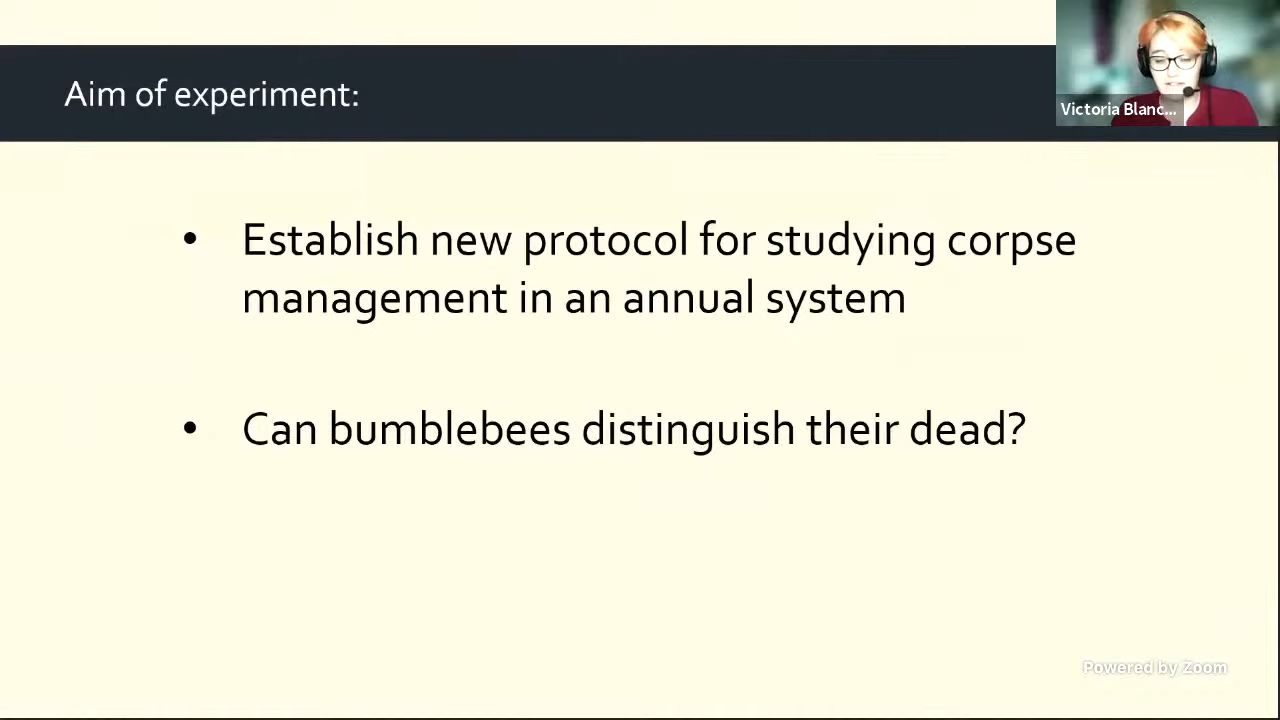 Aim of experiment:
Victoria Blanc...
• Establish new protocol for studying corpse
management in an annual system
• Can bumblebees distinguish their dead?
Powered by Zoom